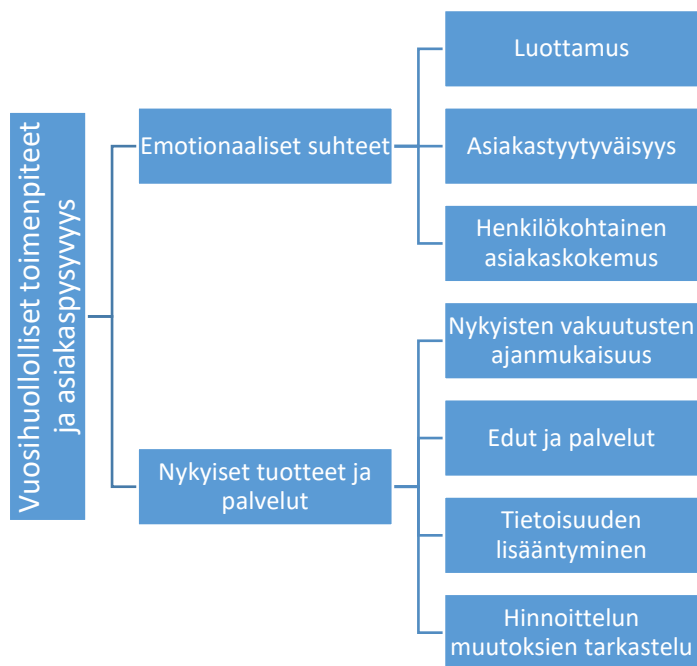 Vuosihuollolliset toimenpiteet
ja asiakaspysyvyys
Emotionaaliset suhteet
Luottamus
Asiakastyytyväisyys
Henkilökohtainen
asiakaskokemus
Nykyiset tuotteet ja
palvelut
Nykyisten vakuutusten
ajanmukaisuus
Edut ja palvelut
Tietoisuuden
lisääntyminen
Hinnoittelun
muutoksien tarkastelu